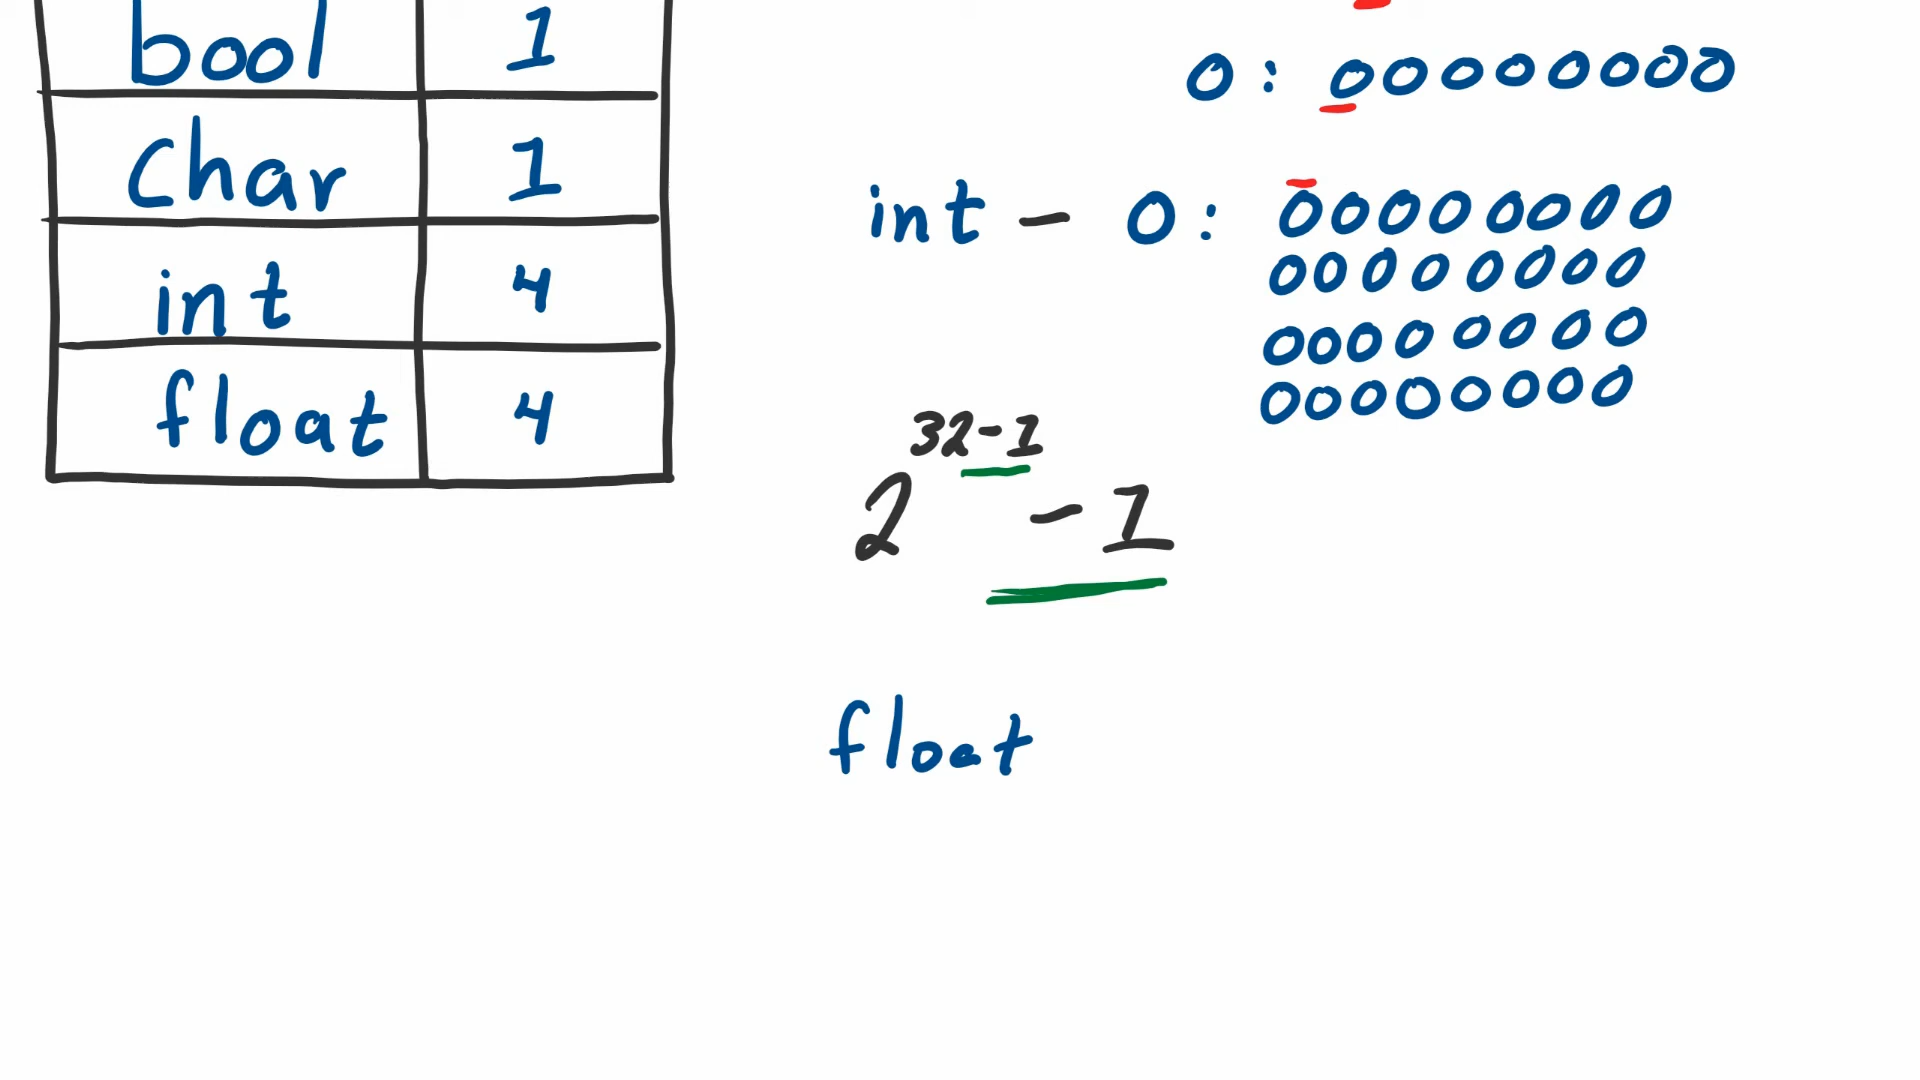 bool 1
char 1
int 4
float 4
0: 00000000
int - 0: 00000000
00000000
00000000
00000000
2^{32-1} - 1
float